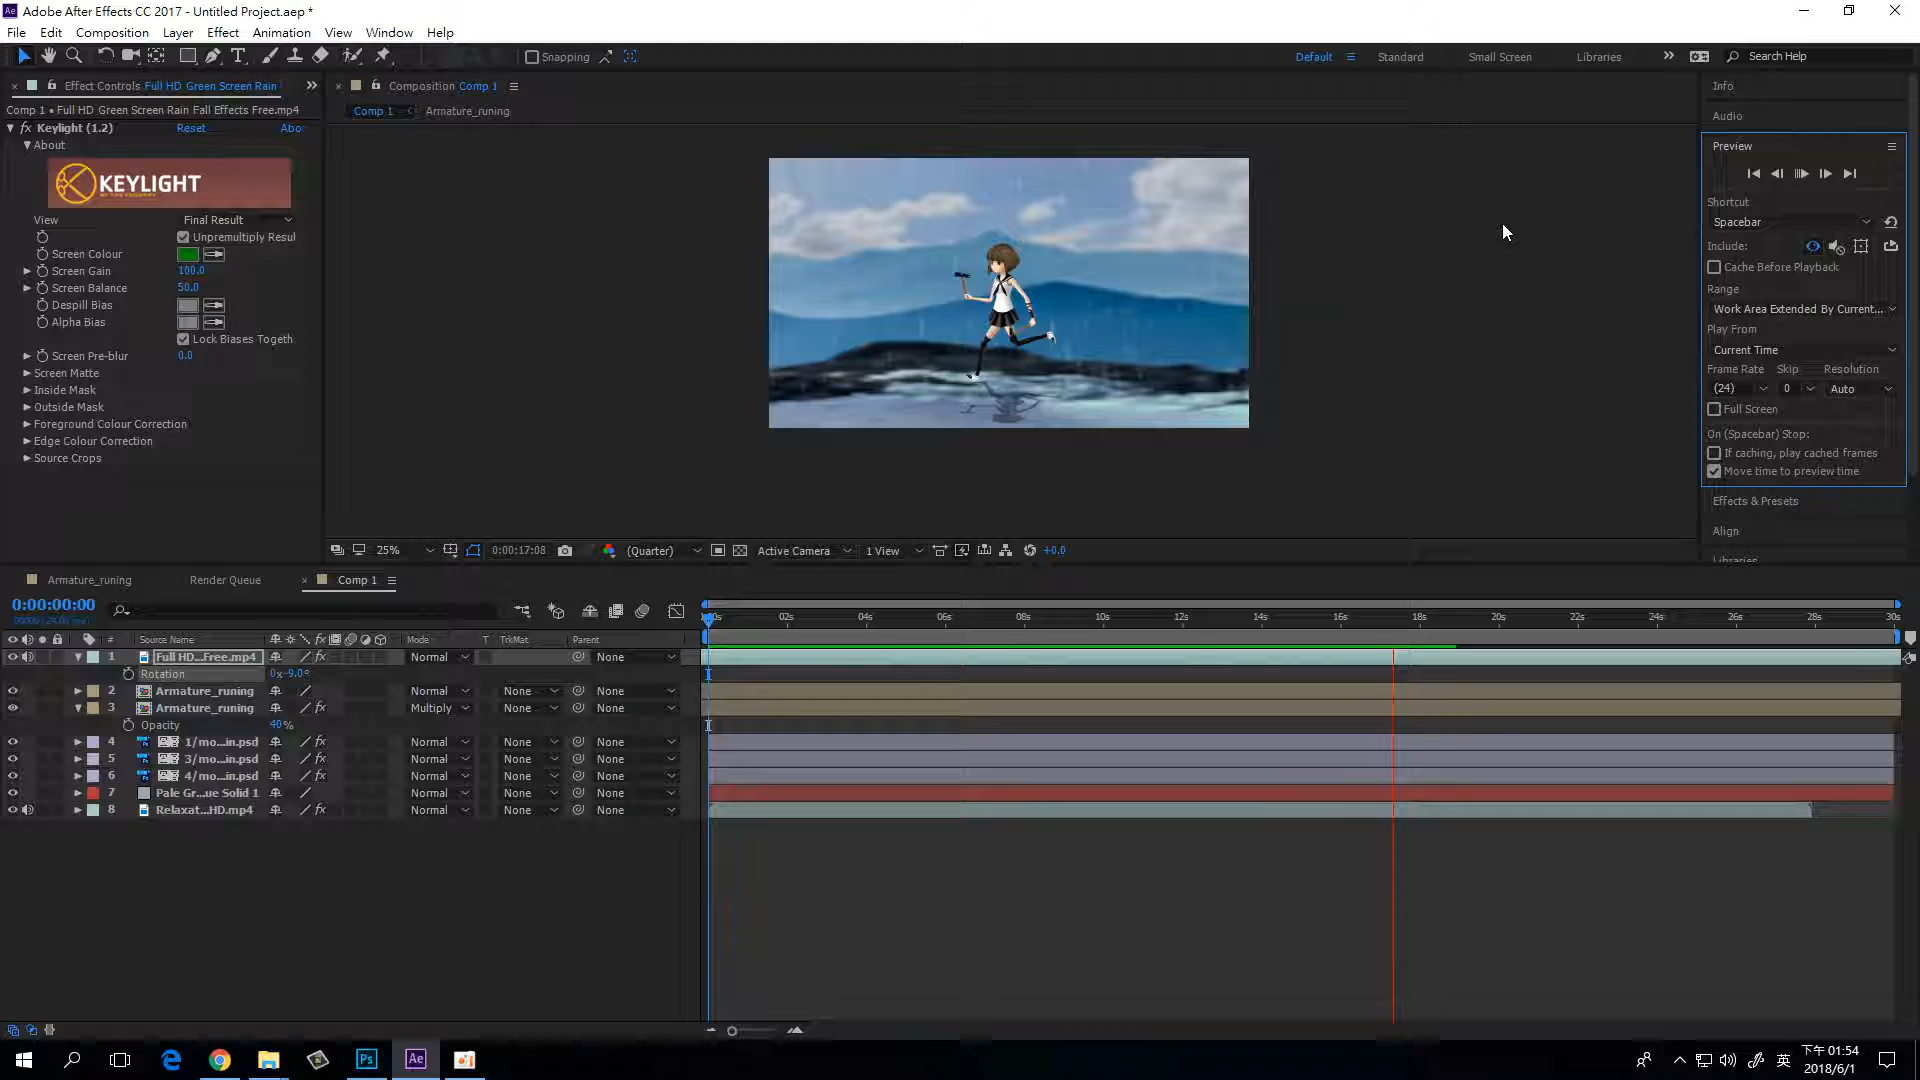 Adobe After Effects CC 2017 - Untitled Project.aep *
File Edit Composition Layer Effect Animation View Window Help
Snapping Default Standard Small Screen Libraries Search Help
Effect Controls Full HD Green Screen Rain
Comp 1 • Full HD Green Screen Rain Fall Effects Free.mp4
fx Keylight (1.2) Reset Abo
About
KEYLIGHT
View Final Result
Unpremultiply Resul
Screen Colour
Screen Gain 100.0
Screen Balance 50.0
Despill Bias
Alpha Bias
Lock Biases Togeth
Screen Pre-blur 0.0
Screen Matte
Inside Mask
Outside Mask
Foreground Colour Correction
Edge Colour Correction
Source Crops
Composition Comp 1
Comp 1 Armature_runing
25% 0:00:17:08 (Quarter) Active Camera 1 View +0.0
Info
Audio
Preview
Shortcut
Spacebar
Include:
Cache Before Playback
Range
Work Area Extended By Current...
Play From
Current Time
Frame Rate Skip Resolution
(24) 0 Auto
Full Screen
On (Spacebar) Stop:
If caching, play cached frames
Move time to preview time
Effects & Presets
Align
Libraries
Armature_runing Render Queue Comp 1
0:00:00:00
# Source Name fx Mode T TrkMat Parent
02s 04s 06s 08s 10s 12s 14s 16s 18s 20s 22s 24s 26s 28s 30s
1 Full HD...Free.mp4 fx Normal None
Rotation 0x-9.0°
2 Armature_runing Normal None None
3 Armature_runing fx Multiply None None
Opacity 40%
4 1/mo...in.psd fx Normal None None
5 3/mo...in.psd fx Normal None None
6 4/mo...in.psd fx Normal None None
7 Pale Gr...ue Solid 1 Normal None None
8 Relaxat...HD.mp4 fx Normal None None
Ps Ae 英 下午 01:54
2018/6/1